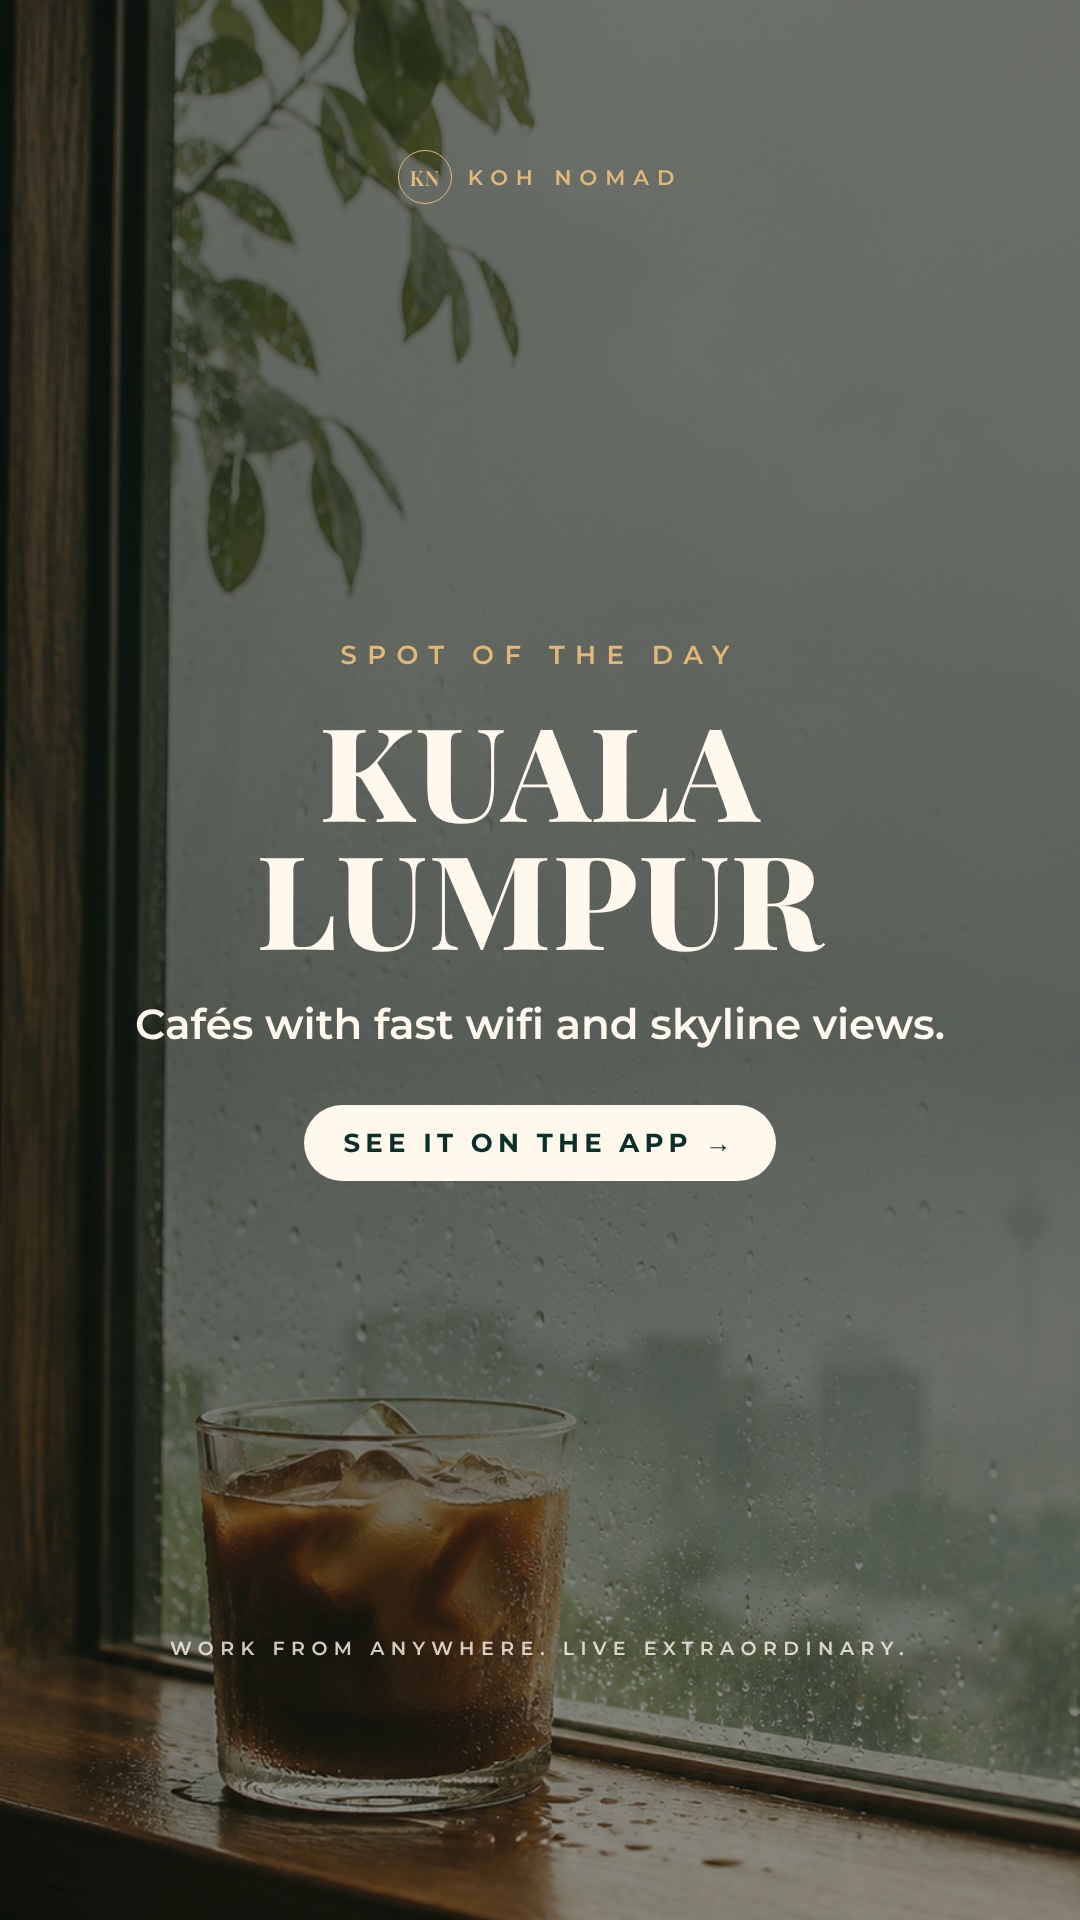 KN KOH NOMAD
SPOT OF THE DAY
KUALA
LUMPUR
Cafés with fast wifi and skyline views.
SEE IT ON THE APP →
WORK FROM ANYWHERE. LIVE EXTRAORDINARY.